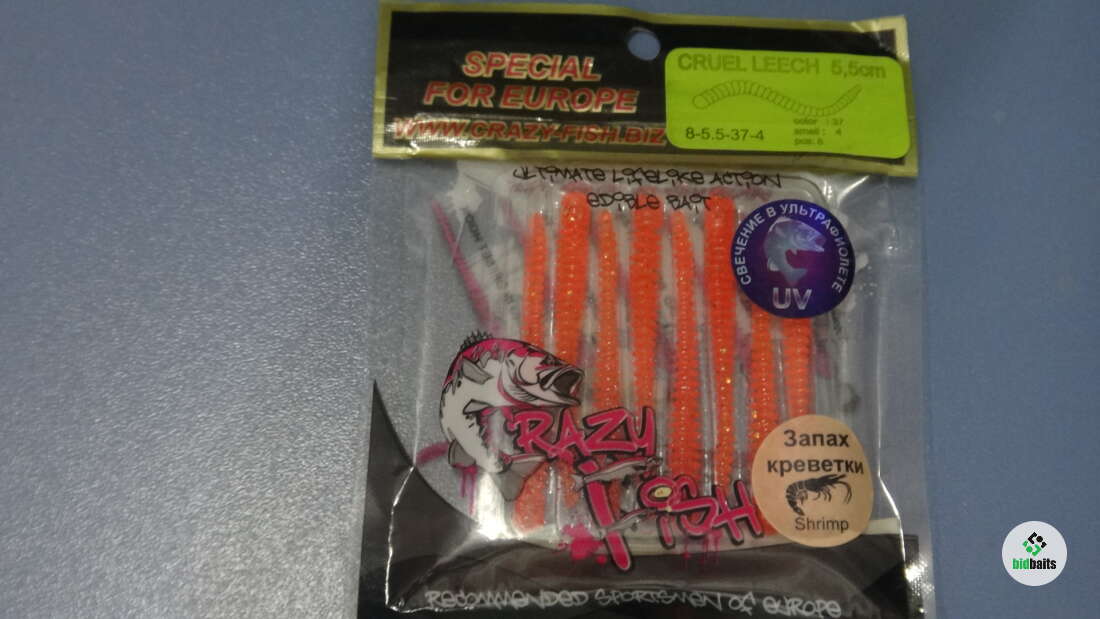 SPECIAL
FOR EUROPE
WWW.CRAZY-FISH.BIZ
CRUEL LEECH 5,5cm
color : 37
smell : 4
pcs: 8
8-5.5-37-4
ULTIMATE LIFELIKE ACTION
EDIBLE BAIT
СВЕЧЕНИЕ В УЛЬТРАФИОЛЕТЕ
UV
CRAZY
FISH
Запах
креветки
Shrimp
RECOMMENDED SPORTSMEN OF EUROPE
bidbaits